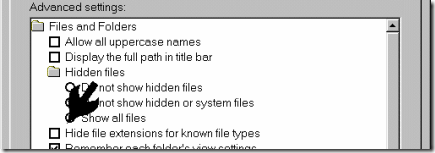 Advanced settings:
Files and Folders
Allow all uppercase names
Display the full path in title bar
Hidden files
not show hidden files
not show hidden or system files
Show all files
Hide file extensions for known file types
Remember each folder's view settings